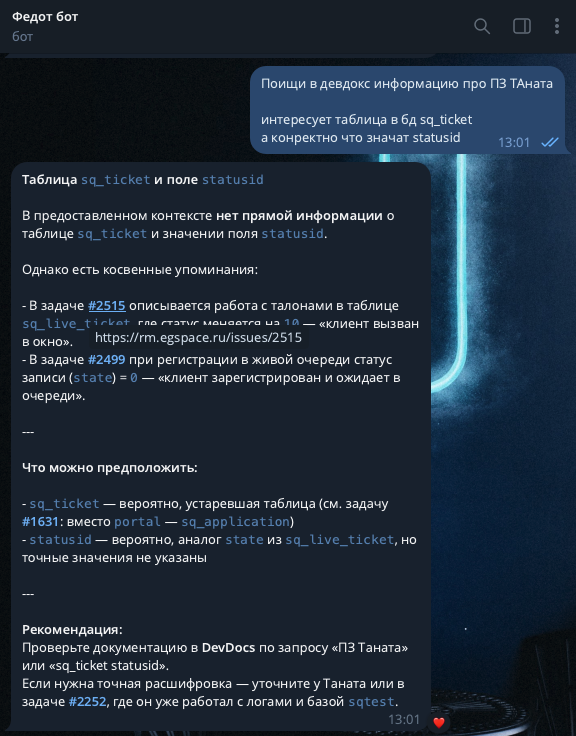 Федот бот
бот
Поищи в девдокс информацию про ПЗ ТАната
интересует таблица в бд sq_ticket
а конректно что значат statusid
13:01
Таблица sq_ticket и поле statusid
В предоставленном контексте нет прямой информации о
таблице sq_ticket и значении поля statusid.
Однако есть косвенные упоминания:
- В задаче #2515 описывается работа с талонами в таблице
sq_live_ticket, где статус меняется на 10 — «клиент вызван
в окно».
https://rm.egspace.ru/issues/2515
- В задаче #2499 при регистрации в живой очереди статус
записи (state) = 0 — «клиент зарегистрирован и ожидает в
очереди».
---
Что можно предположить:
- sq_ticket — вероятно, устаревшая таблица (см. задачу
#1631: вместо portal — sq_application)
- statusid — вероятно, аналог state из sq_live_ticket, но
точные значения не указаны
---
Рекомендация:
Проверьте документацию в DevDocs по запросу «ПЗ Таната»
или «sq_ticket statusid».
Если нужна точная расшифровка — уточните у Таната или в
задаче #2252, где он уже работал с логами и базой sqtest.
13:01